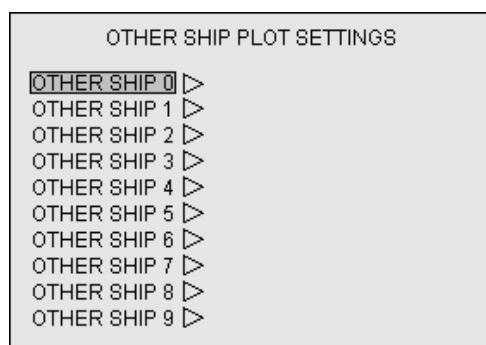 OTHER SHIP PLOT SETTINGS
OTHER SHIP 0
OTHER SHIP 1
OTHER SHIP 2
OTHER SHIP 3
OTHER SHIP 4
OTHER SHIP 5
OTHER SHIP 6
OTHER SHIP 7
OTHER SHIP 8
OTHER SHIP 9